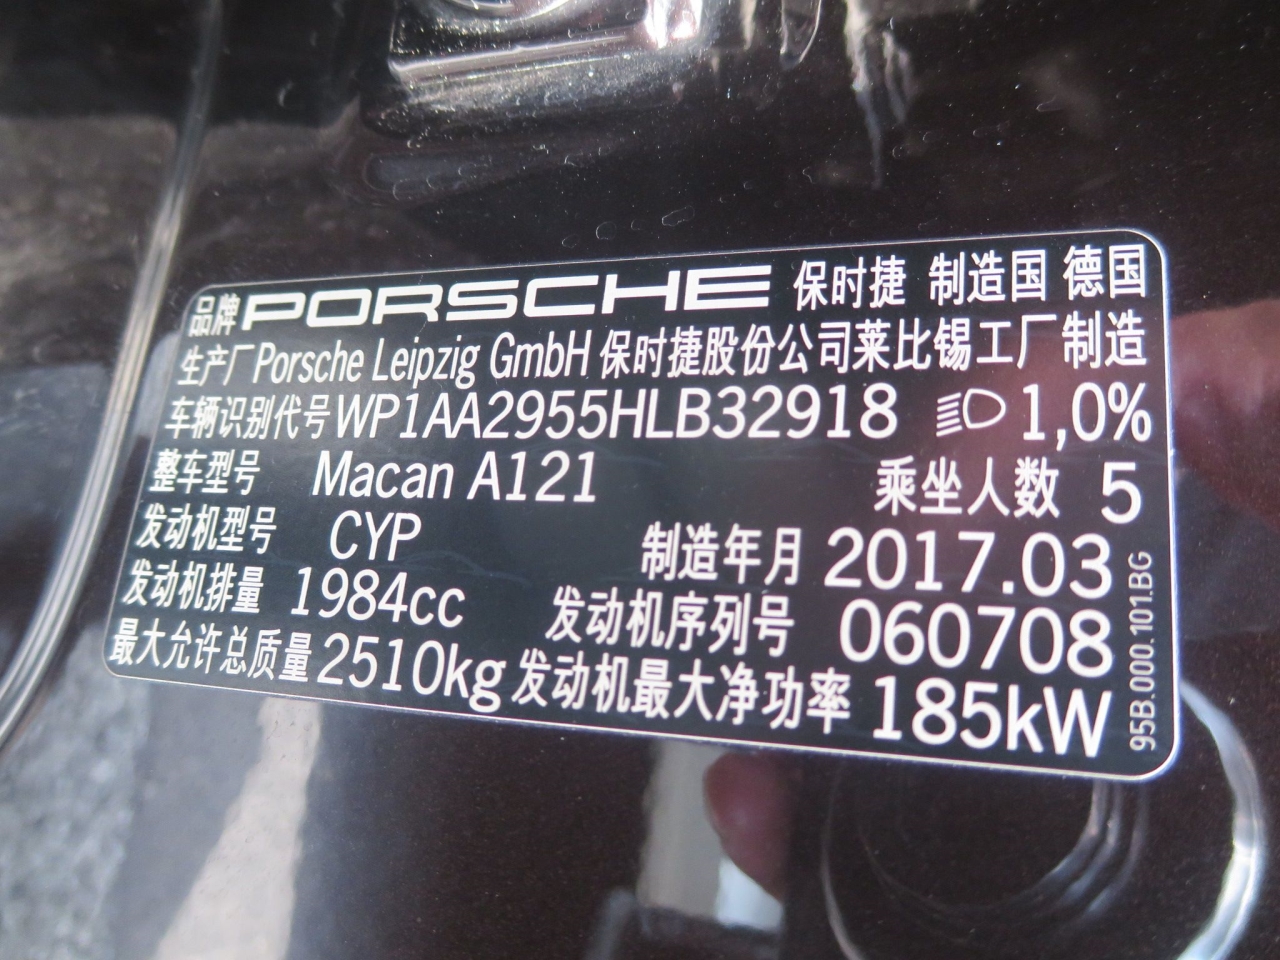 品牌 PORSCHE 保时捷 制造国 德国
生产厂 Porsche Leipzig GmbH 保时捷股份公司莱比锡工厂制造
车辆识别代号 WP1AA2955HLB32918 1,0%
整车型号 Macan A121 乘坐人数 5
发动机型号 CYP 制造年月 2017.03
发动机排量 1984cc 发动机序列号 060708
最大允许总质量 2510kg 发动机最大净功率 185kW
95B.000.101.BG